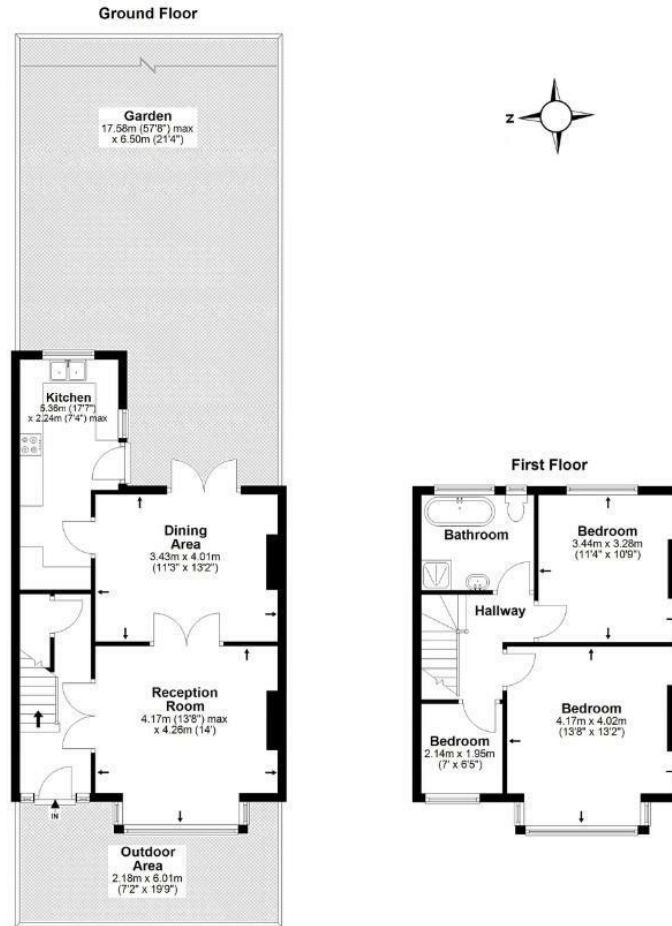 Ground Floor
Garden
17.58m (57'8") max
x 6.50m (21'4")
N
Kitchen
5.36m (17'7")
x 2.24m (7'4") max
Dining
Area
3.43m x 4.01m
(11'3" x 13'2")
Reception
Room
4.17m (13'8") max
x 4.26m (14')
IN
Outdoor
Area
2.18m x 6.01m
(7'2" x 19'9")
First Floor
Bathroom
Bedroom
3.44m x 3.28m
(11'4" x 10'9")
Hallway
Bedroom
4.17m x 4.02m
(13'8" x 13'2")
Bedroom
2.14m x 1.95m
(7' x 6'5")